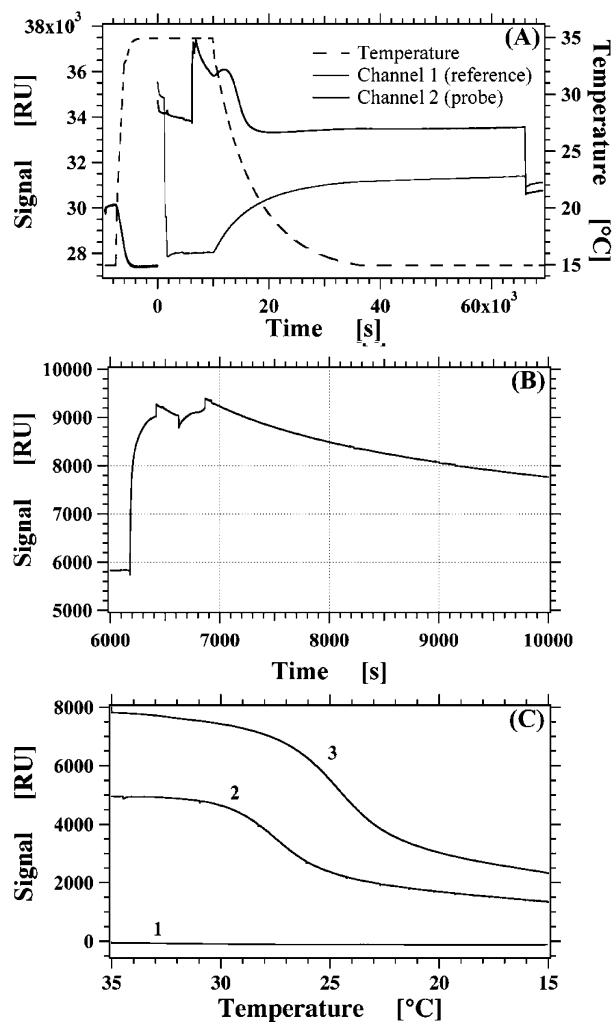 38x10³
36
34
32
30
28
Signal [RU]
(A)
Temperature
Channel 1 (reference)
Channel 2 (probe)
35
30
25
20
15
Temperature [°C]
0
20
40
60x10³
Time [s]
10000
9000
8000
7000
6000
5000
Signal [RU]
(B)
6000
7000
8000
9000
10000
Time [s]
8000
6000
4000
2000
0
Signal [RU]
(C)
3
2
1
35
30
25
20
15
Temperature [°C]